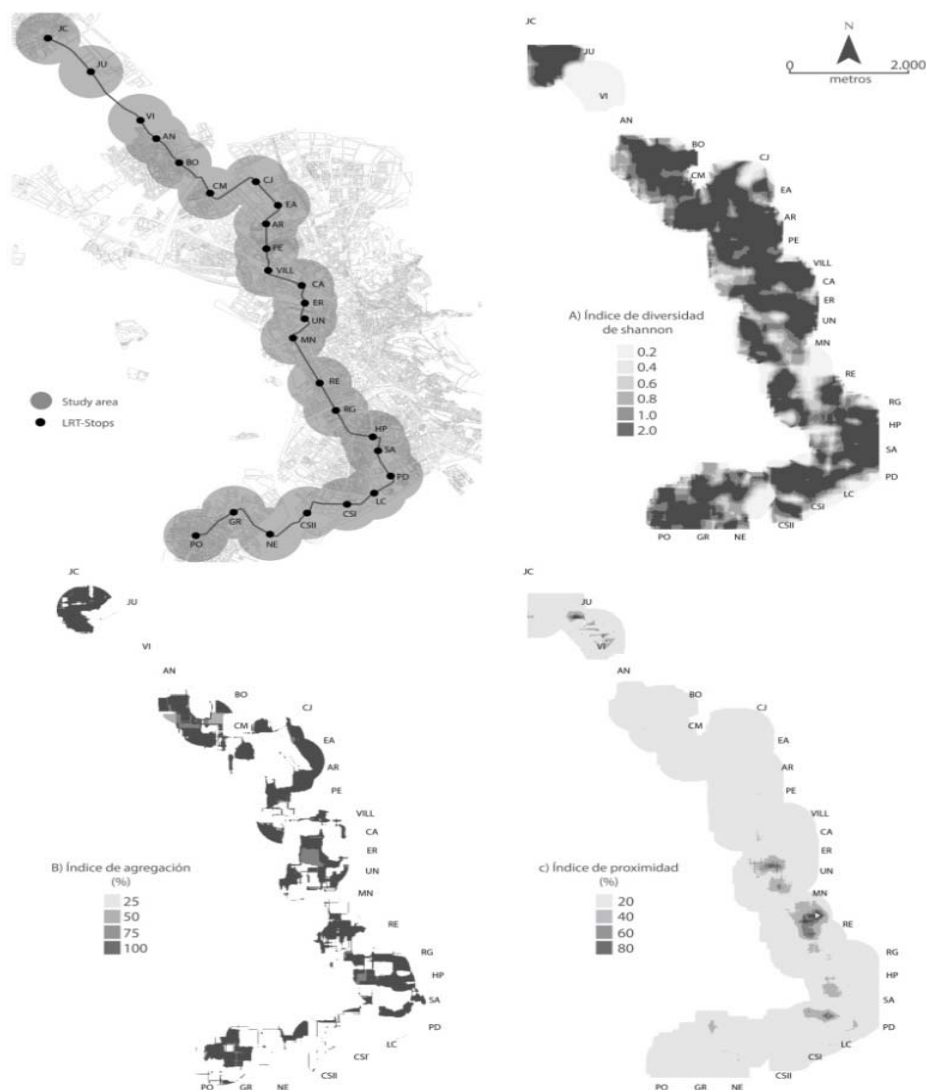 JC
JU
VI
AN
BO
CM
CJ
EA
AR
PE
VILL
CA
ER
UN
MN
RE
RG
HP
SA
PD
LC
CSI
CSII
NE
GR
PO
Study area
LRT-Stops
JC
JU
VI
AN
BO
CM
CJ
EA
AR
PE
VILL
CA
ER
UN
MN
RE
RG
HP
SA
PD
LC
CSI
CSII
PO GR NE
N
0 2.000
metros
A) Índice de diversidad
de shannon
0.2
0.4
0.6
0.8
1.0
2.0
JC
JU
VI
AN
BO
CM
CJ
EA
AR
PE
VILL
CA
ER
UN
MN
RE
RG
HP
SA
PD
LC
CSI
CSII
PO GR NE
B) Índice de agregación
(%)
25
50
75
100
JC
JU
VI
AN
BO
CM
CJ
EA
AR
PE
VILL
CA
ER
UN
MN
RE
RG
HP
SA
PD
LC
CSI
CSII
PO GR NE
c) Índice de proximidad
(%)
20
40
60
80